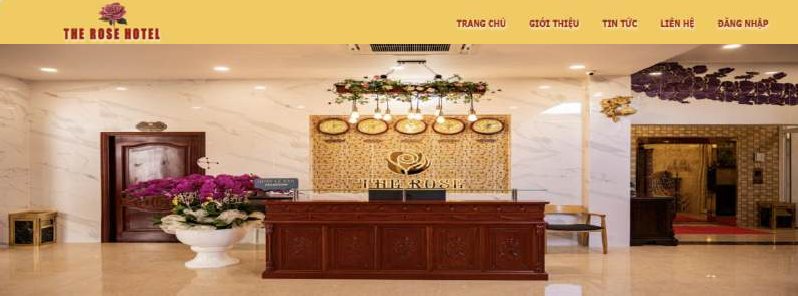 THE ROSE HOTEL
TRANG CHỦ GIỚI THIỆU TIN TỨC LIÊN HỆ ĐĂNG NHẬP
THE ROSE